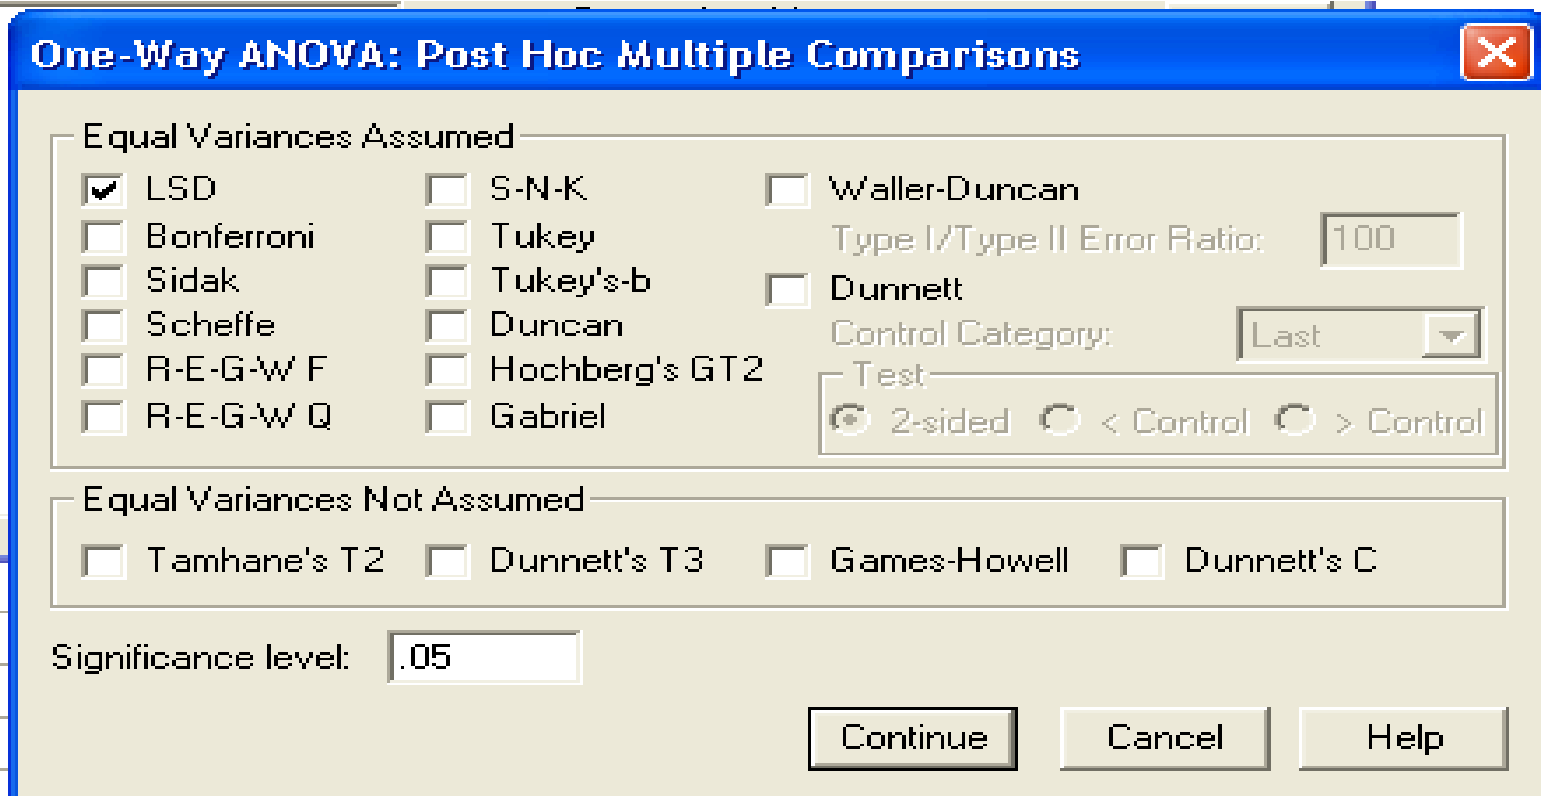 One-Way ANOVA: Post Hoc Multiple Comparisons
Equal Variances Assumed
LSD
Bonferroni
Sidak
Scheffe
R-E-G-W F
R-E-G-W Q
S-N-K
Tukey
Tukey's-b
Duncan
Hochberg's GT2
Gabriel
Waller-Duncan
Type I/Type II Error Ratio: 100
Dunnett
Control Category: Last
Test
2-sided < Control > Control
Equal Variances Not Assumed
Tamhane's T2 Dunnett's T3 Games-Howell Dunnett's C
Significance level: .05
Continue Cancel Help